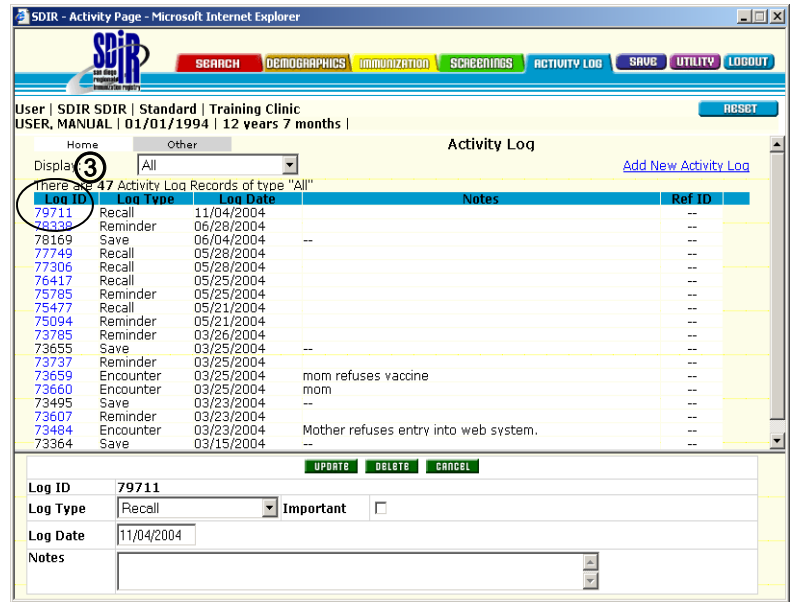 SDIR - Activity Page - Microsoft Internet Explorer
SDIR
san diego
regional
immunization registry
SEARCH DEMOGRAPHICS IMMUNIZATION SCREENINGS ACTIVITY LOG SAVE UTILITY LOGOUT
User | SDIR SDIR | Standard | Training Clinic
RESET
USER, MANUAL | 01/01/1994 | 12 years 7 months |
Home Other Activity Log
Display: 3 All Add New Activity Log
There are 47 Activity Log Records of type "All"
Log ID Log Type Log Date Notes Ref ID
79711 Recall 11/04/2004 --
78338 Reminder 06/28/2004 --
78169 Save 06/04/2004 -- --
77749 Recall 05/28/2004 --
77306 Recall 05/28/2004 --
76417 Recall 05/25/2004 --
75785 Reminder 05/25/2004 --
75477 Recall 05/21/2004 --
75094 Reminder 05/21/2004 --
73785 Reminder 03/26/2004 --
73655 Save 03/25/2004 -- --
73737 Reminder 03/25/2004 --
73659 Encounter 03/25/2004 mom refuses vaccine --
73660 Encounter 03/25/2004 mom --
73495 Save 03/23/2004 -- --
73607 Reminder 03/23/2004 --
73484 Encounter 03/23/2004 Mother refuses entry into web system. --
73364 Save 03/15/2004 -- --
UPDATE DELETE CANCEL
Log ID 79711
Log Type Recall Important
Log Date 11/04/2004
Notes